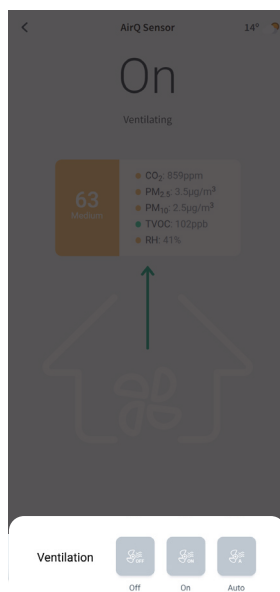 AirQ Sensor 14°
On
Ventilating
63
Medium
CO₂: 859ppm
PM₂.₅: 3.5µg/m³
PM₁₀: 2.5µg/m³
TVOC: 102ppb
RH: 41%
Ventilation
OFF
ON
A
Off
On
Auto